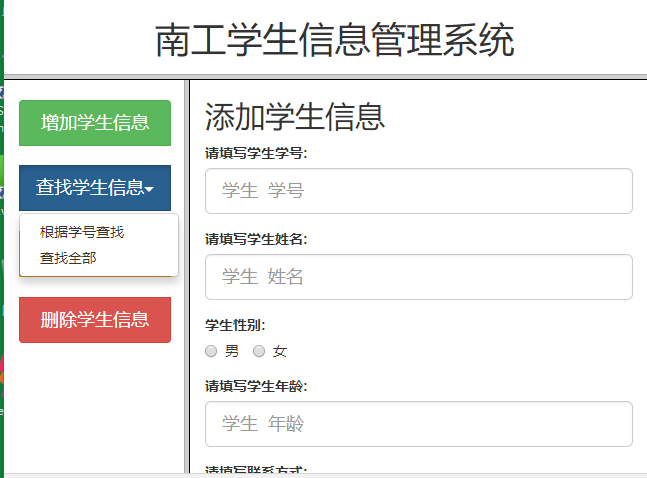 南工学生信息管理系统
增加学生信息
查找学生信息
根据学号查找
查找全部
删除学生信息
添加学生信息
请填写学生学号:
学生 学号
请填写学生姓名:
学生 姓名
学生性别:
男 女
请填写学生年龄:
学生 年龄
请填写联系方式: